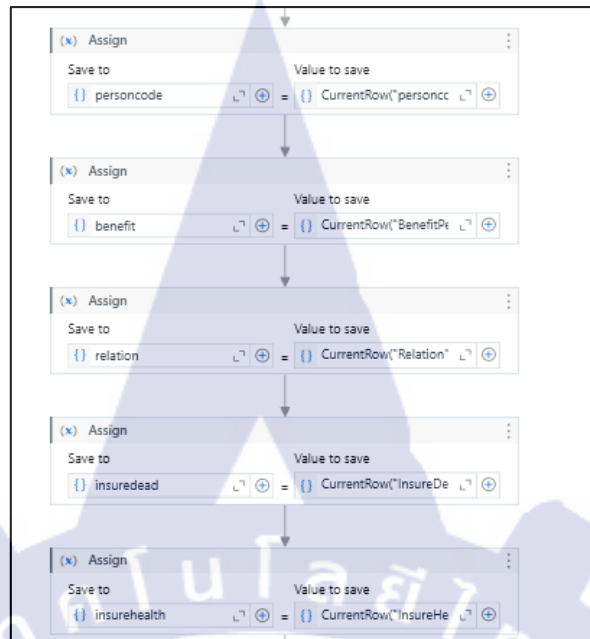 (x) Assign
Save to Value to save
{} personcode = {} CurrentRow("personcc
(x) Assign
Save to Value to save
{} benefit = {} CurrentRow("BenefitPe
(x) Assign
Save to Value to save
{} relation = {} CurrentRow("Relation"
(x) Assign
Save to Value to save
{} insuredead = {} CurrentRow("InsureDe
(x) Assign
Save to Value to save
{} insurehealth = {} CurrentRow("InsureHe